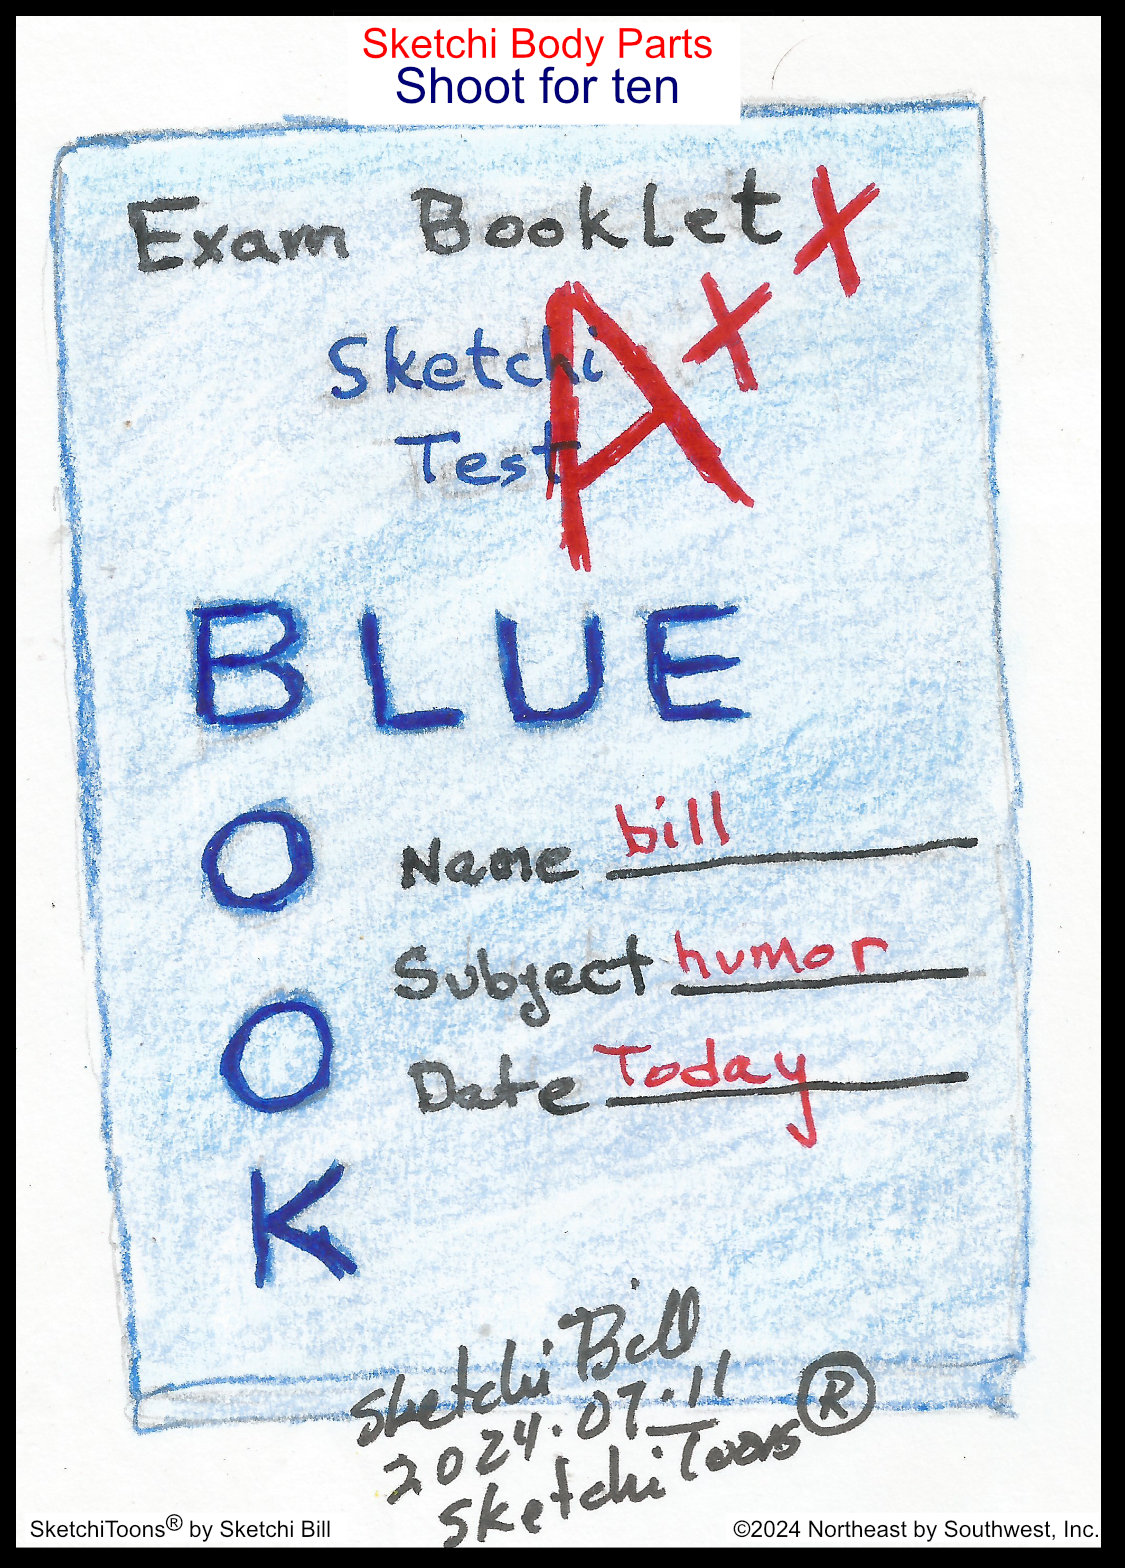 Sketchi Body Parts
Shoot for ten
Exam Booklet
A++
Sketchi
Test
BLUE
BOOK
Name bill
Subject humor
Date Today
Sketchi Bill
2024.07.11
SketchiToons®
SketchiToons® by Sketchi Bill
©2024 Northeast by Southwest, Inc.